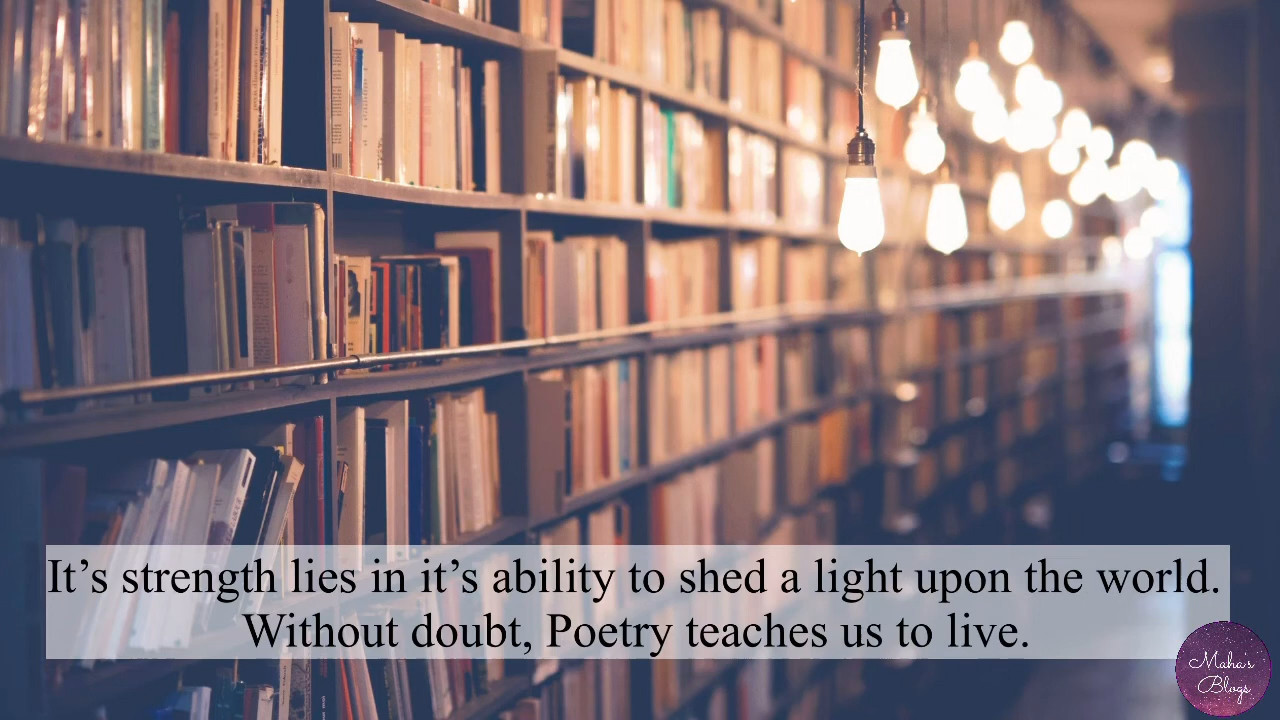 It’s strength lies in it’s ability to shed a light upon the world.
Without doubt, Poetry teaches us to live.
Maha's
Blogs